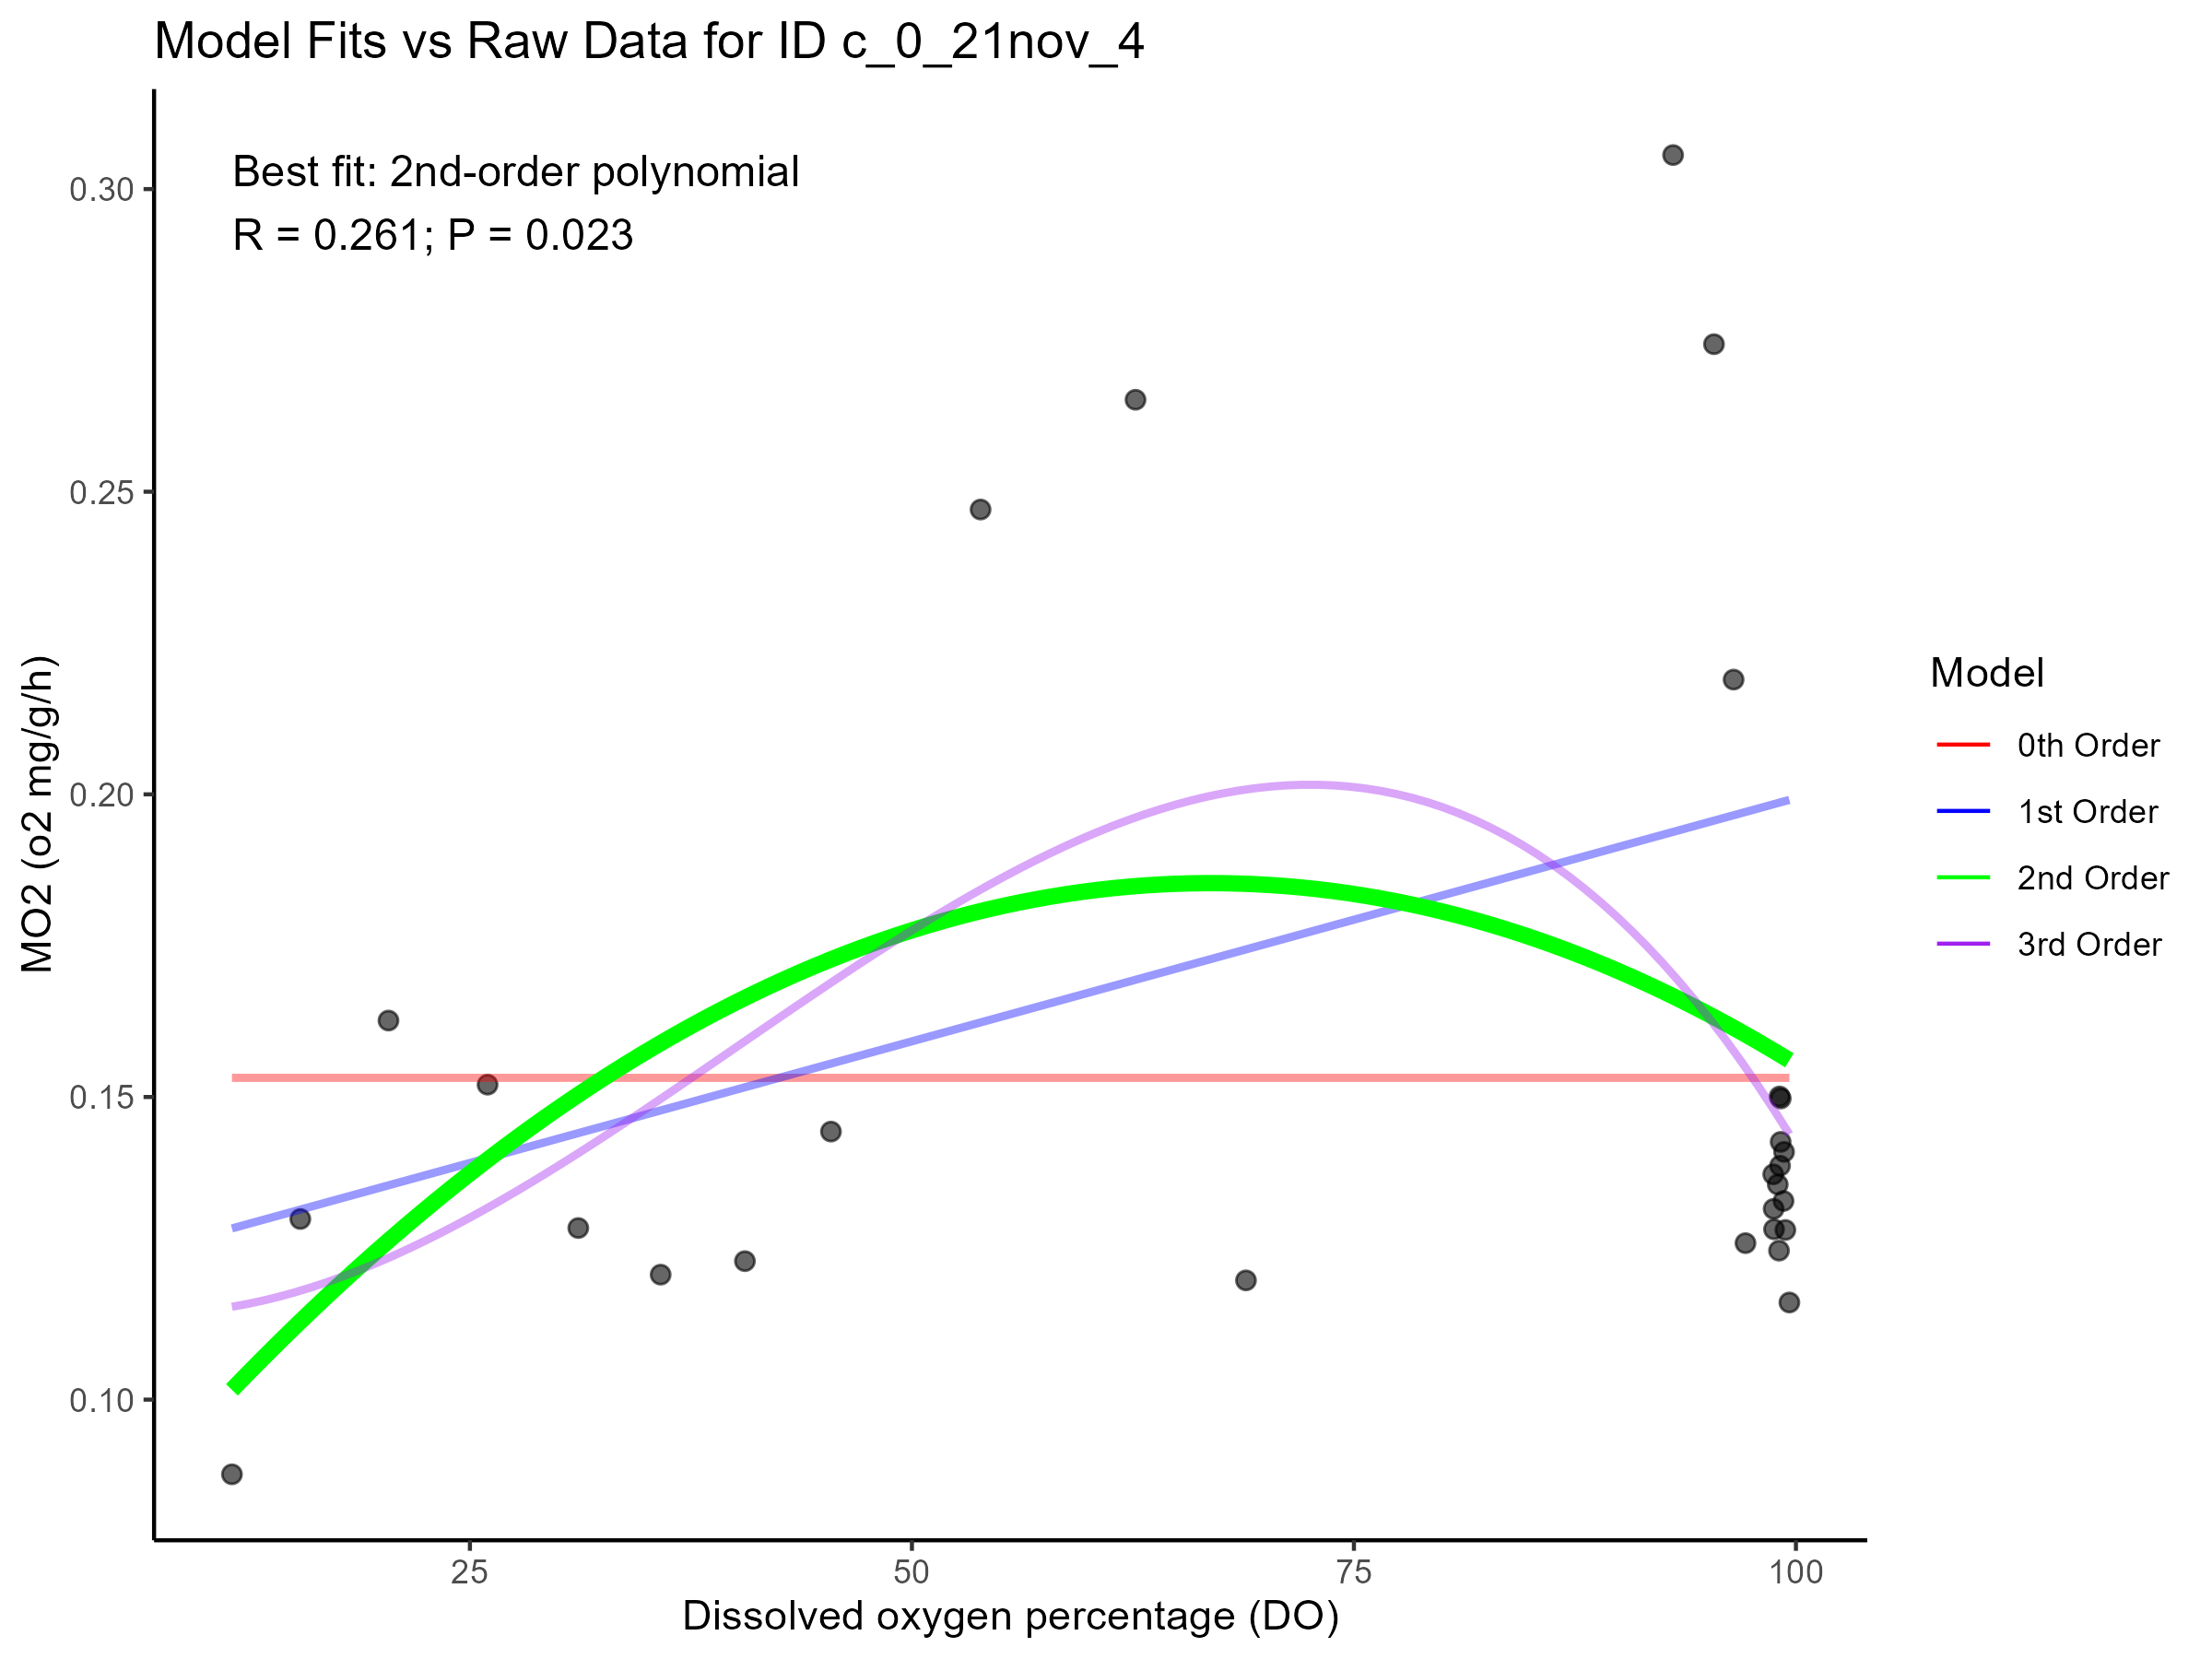 Model Fits vs Raw Data for ID c_0_21nov_4
Best fit: 2nd-order polynomial
R = 0.261; P = 0.023
0.30
0.25
0.20
0.15
0.10
MO2 (o2 mg/g/h)
25
50
75
100
Dissolved oxygen percentage (DO)
Model
0th Order
1st Order
2nd Order
3rd Order